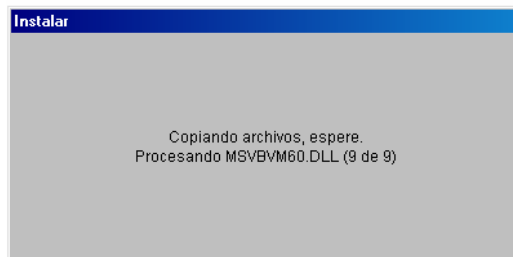 Instalar
Copiando archivos, espere.
Procesando MSVBVM60.DLL (9 de 9)